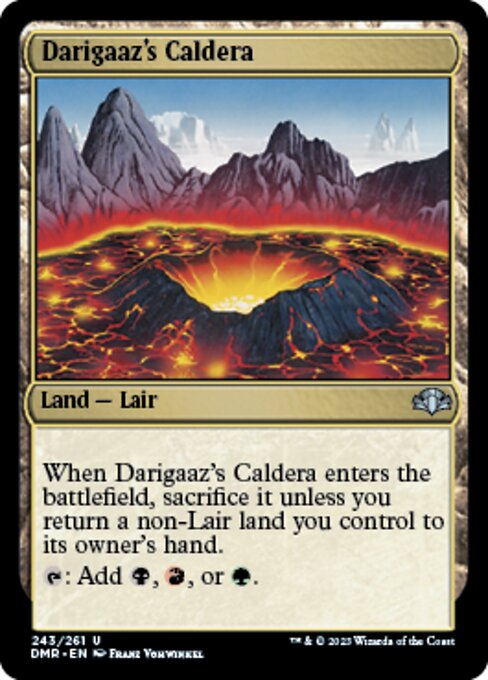 Darigaaz's Caldera
Land — Lair
When Darigaaz's Caldera enters the
battlefield, sacrifice it unless you
return a non-Lair land you control to
its owner's hand.
: Add , , or .
243/261 U
DMR • EN Franz Vohwinkel
™ & © 2023 Wizards of the Coast